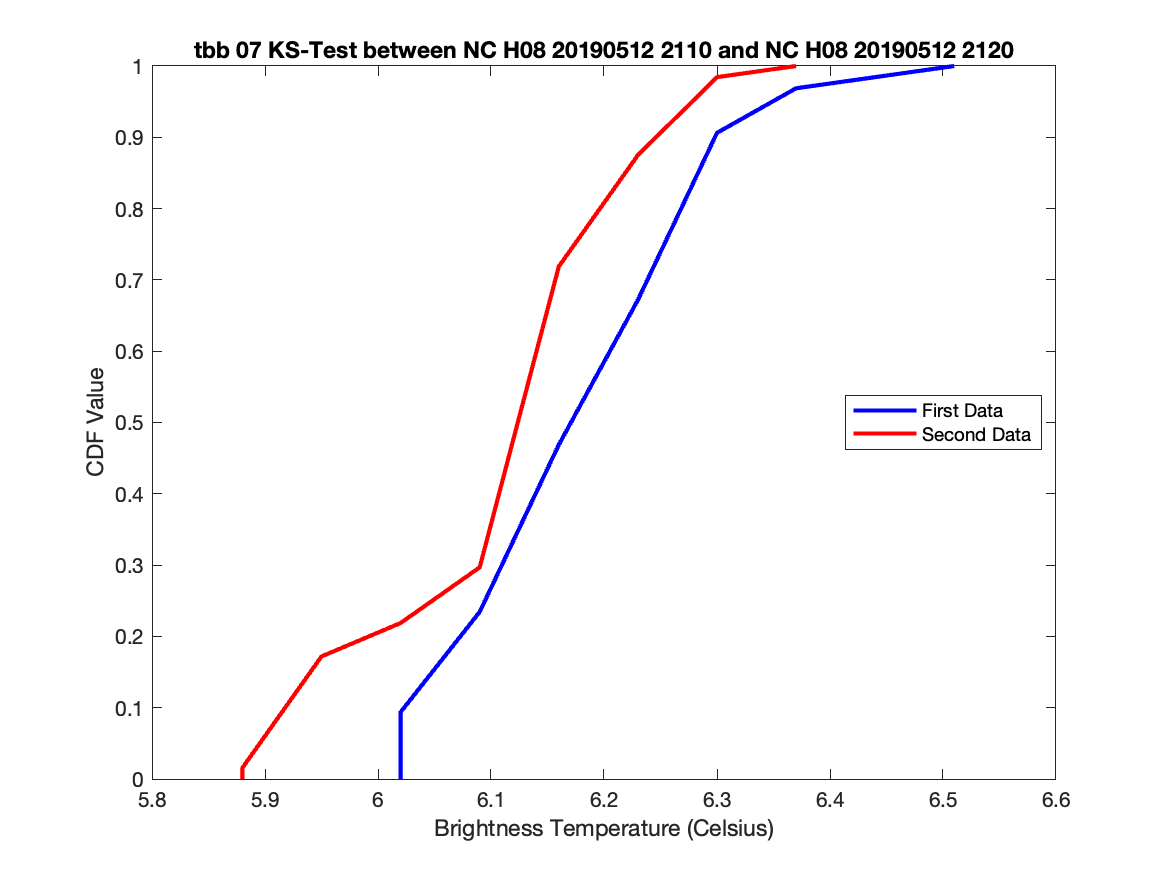 tbb 07 KS-Test between NC H08 20190512 2110 and NC H08 20190512 2120
1
0.9
0.8
0.7
0.6
0.5
0.4
0.3
0.2
0.1
0
CDF Value
First Data
Second Data
5.8 5.9 6 6.1 6.2 6.3 6.4 6.5 6.6
Brightness Temperature (Celsius)